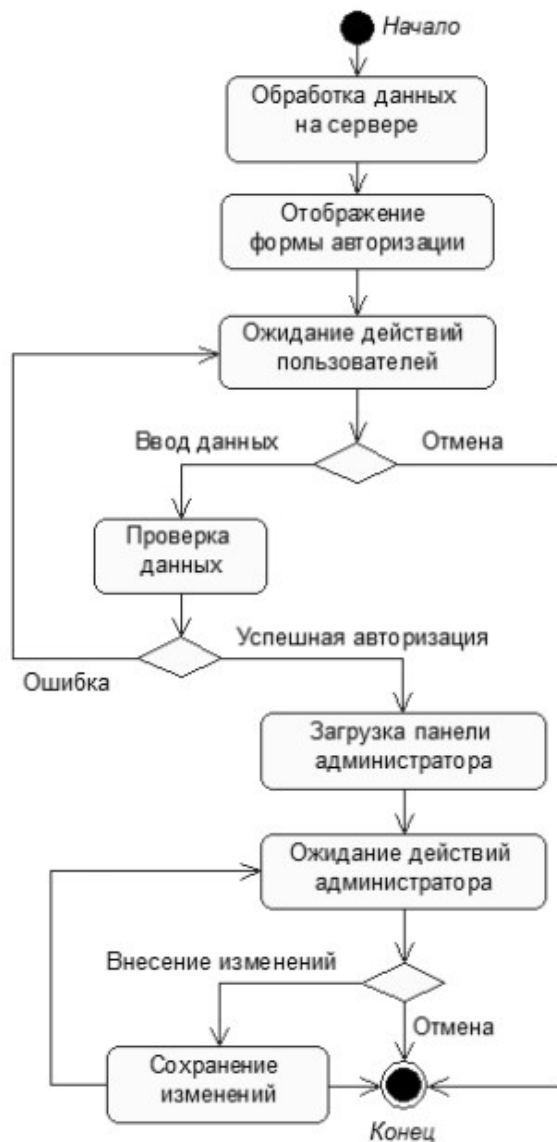 Начало
Обработка данных
на сервере
Отображение
формы авторизации
Ожидание действий
пользователей
Ввод данных
Отмена
Проверка
данных
Успешная авторизация
Ошибка
Загрузка панели
администратора
Ожидание действий
администратора
Внесение изменений
Отмена
Сохранение
изменений
Конец